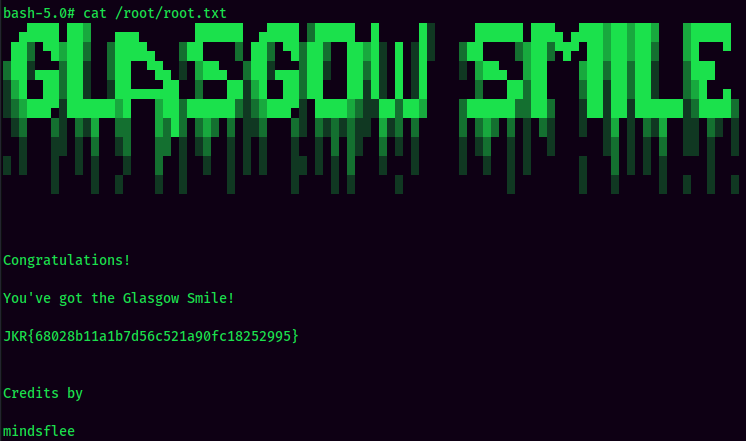 bash-5.0# cat /root/root.txt
GLASGOW SMILE
Congratulations!
You've got the Glasgow Smile!
JKR{68028b11a1b7d56c521a90fc18252995}
Credits by
mindsflee